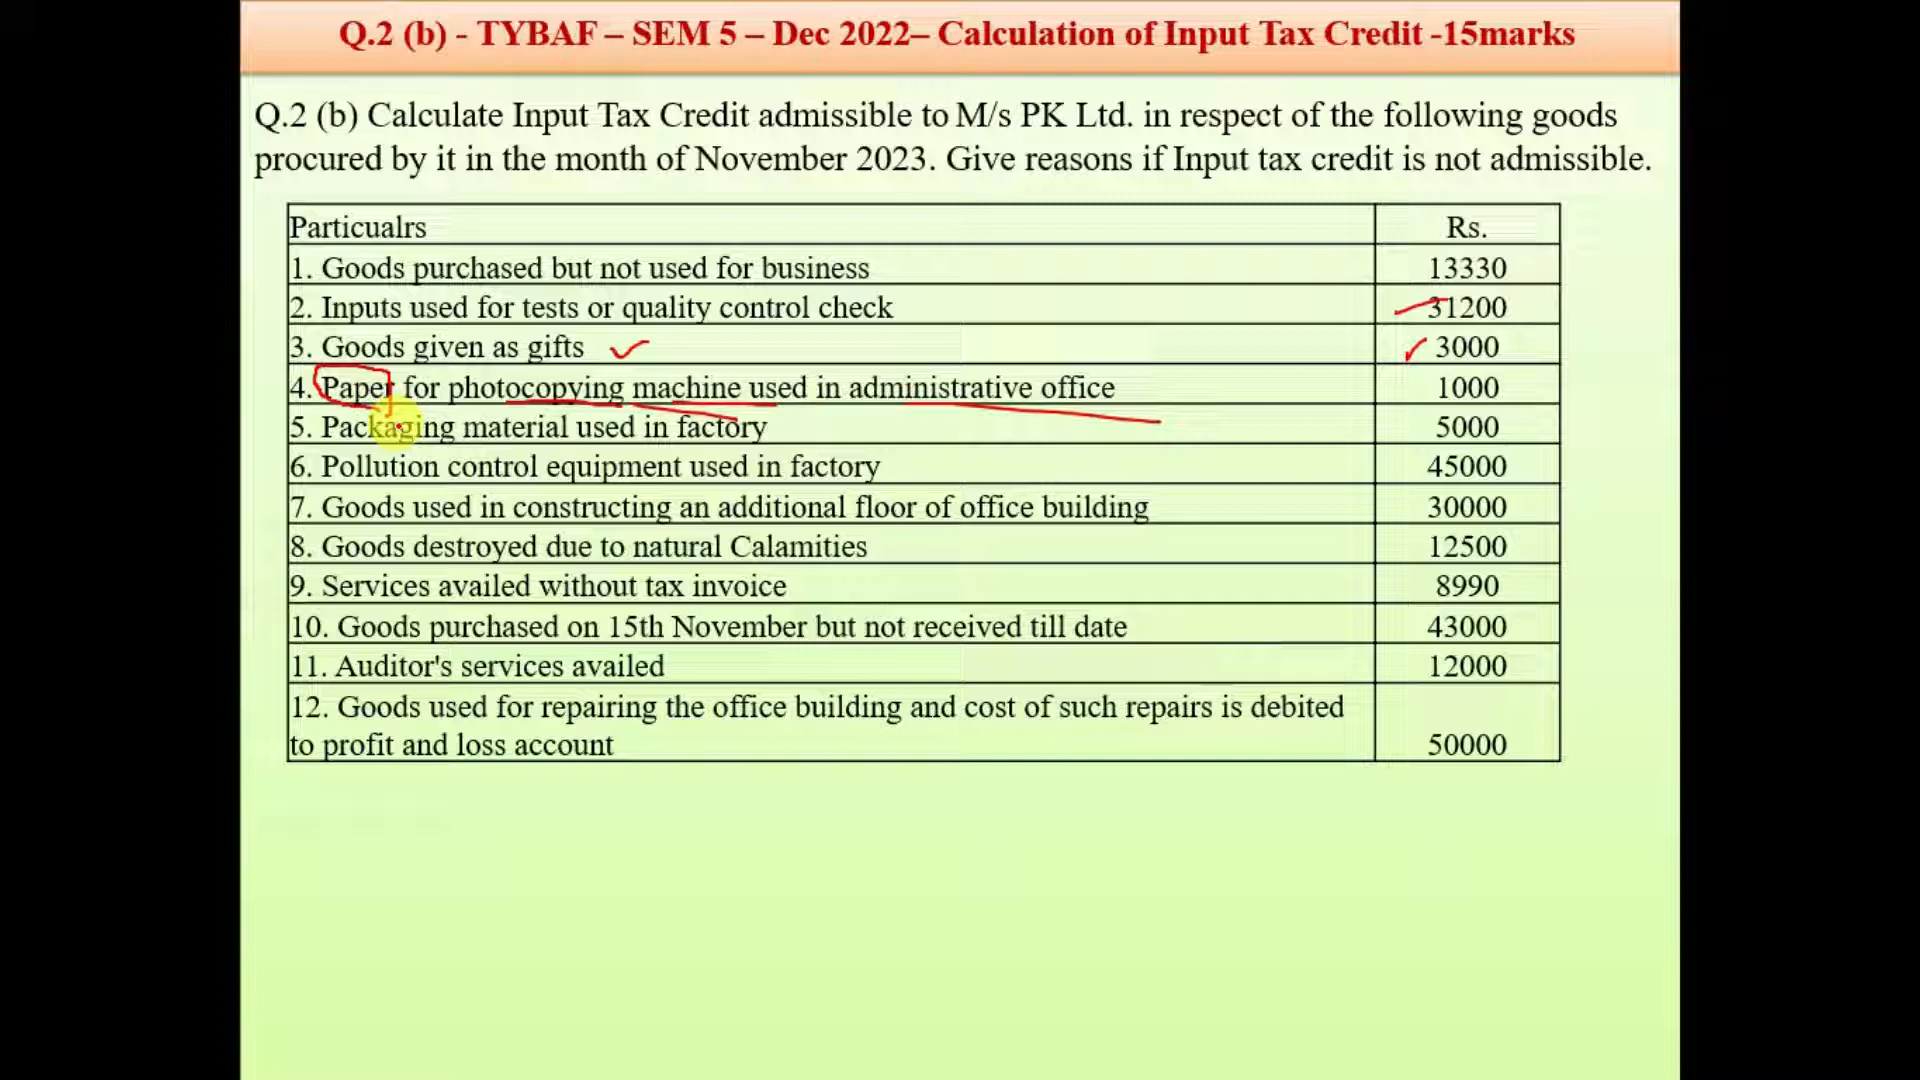 Q.2 (b) - TYBAF – SEM 5 – Dec 2022– Calculation of Input Tax Credit -15marks
Q.2 (b) Calculate Input Tax Credit admissible to M/s PK Ltd. in respect of the following goods
procured by it in the month of November 2023. Give reasons if Input tax credit is not admissible.
Particualrs Rs.
1. Goods purchased but not used for business 13330
2. Inputs used for tests or quality control check 31200
3. Goods given as gifts 3000
4. Paper for photocopying machine used in administrative office 1000
5. Packaging material used in factory 5000
6. Pollution control equipment used in factory 45000
7. Goods used in constructing an additional floor of office building 30000
8. Goods destroyed due to natural Calamities 12500
9. Services availed without tax invoice 8990
10. Goods purchased on 15th November but not received till date 43000
11. Auditor's services availed 12000
12. Goods used for repairing the office building and cost of such repairs is debited
to profit and loss account 50000